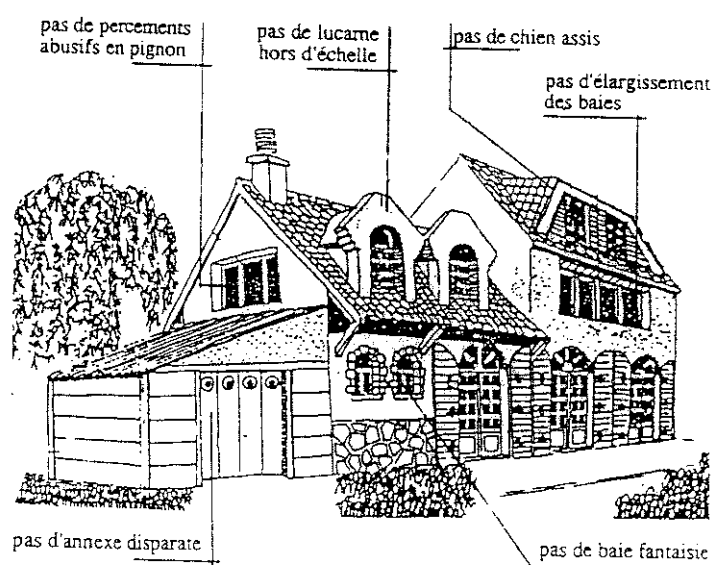 pas de percements
abusifs en pignon
pas de lucarne
hors d'échelle
pas de chien assis
pas d'élargissement
des baies
pas d'annexe disparate
pas de baie fantaisie